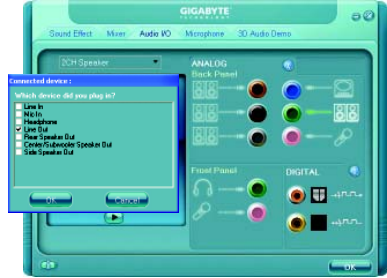 GIGABYTE
TECHNOLOGY
Sound Effect Mixer Audio I/O Microphone 3D Audio Demo
2CH Speaker
ANALOG
Back Panel
Connected device :
Which device did you plug in?
Line In
Mic In
Headphone
Line Out
Rear Speaker Out
Center/Subwoofer Speaker Out
Side Speaker Out
OK Cancel
Front Panel
DIGITAL
OK